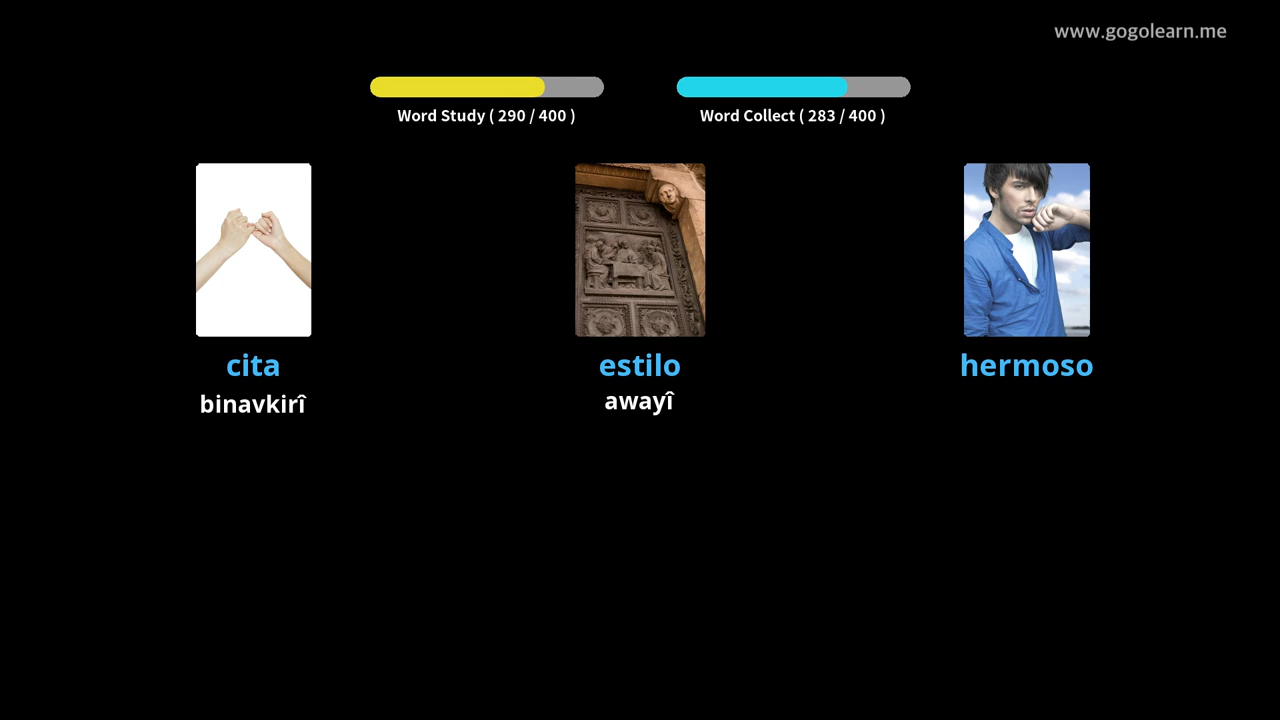 www.gogolearn.me
Word Study ( 290 / 400 )
Word Collect ( 283 / 400 )
cita
binavkirî
estilo
awayî
hermoso